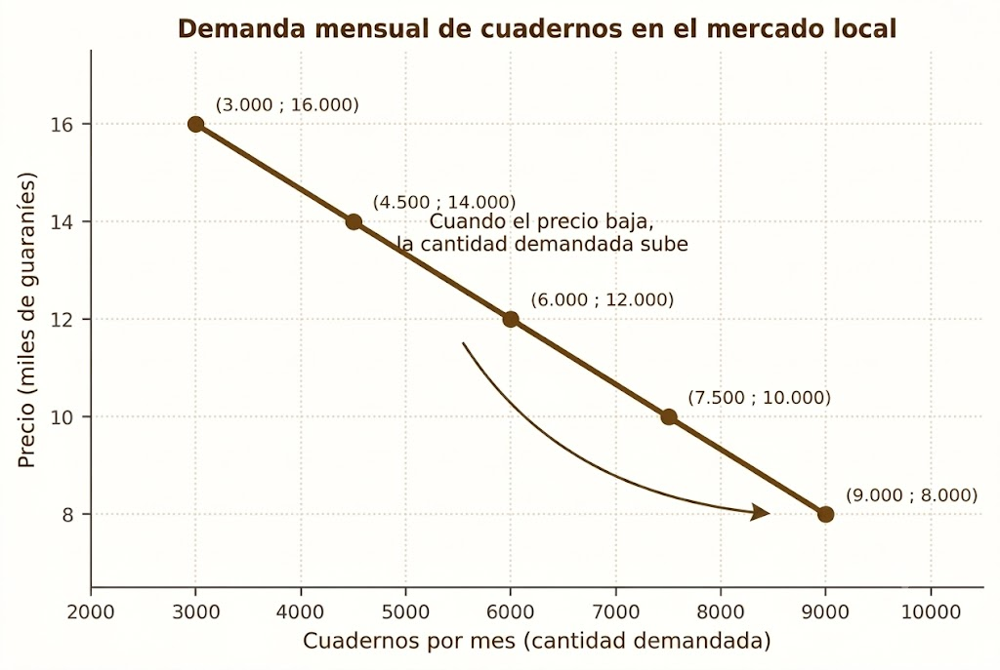 Demanda mensual de cuadernos en el mercado local
(3.000 ; 16.000)
(4.500 ; 14.000)
Cuando el precio baja,
la cantidad demandada sube
(6.000 ; 12.000)
(7.500 ; 10.000)
(9.000 ; 8.000)
Precio (miles de guaraníes)
16
14
12
10
8
2000 3000 4000 5000 6000 7000 8000 9000 10000
Cuadernos por mes (cantidad demandada)